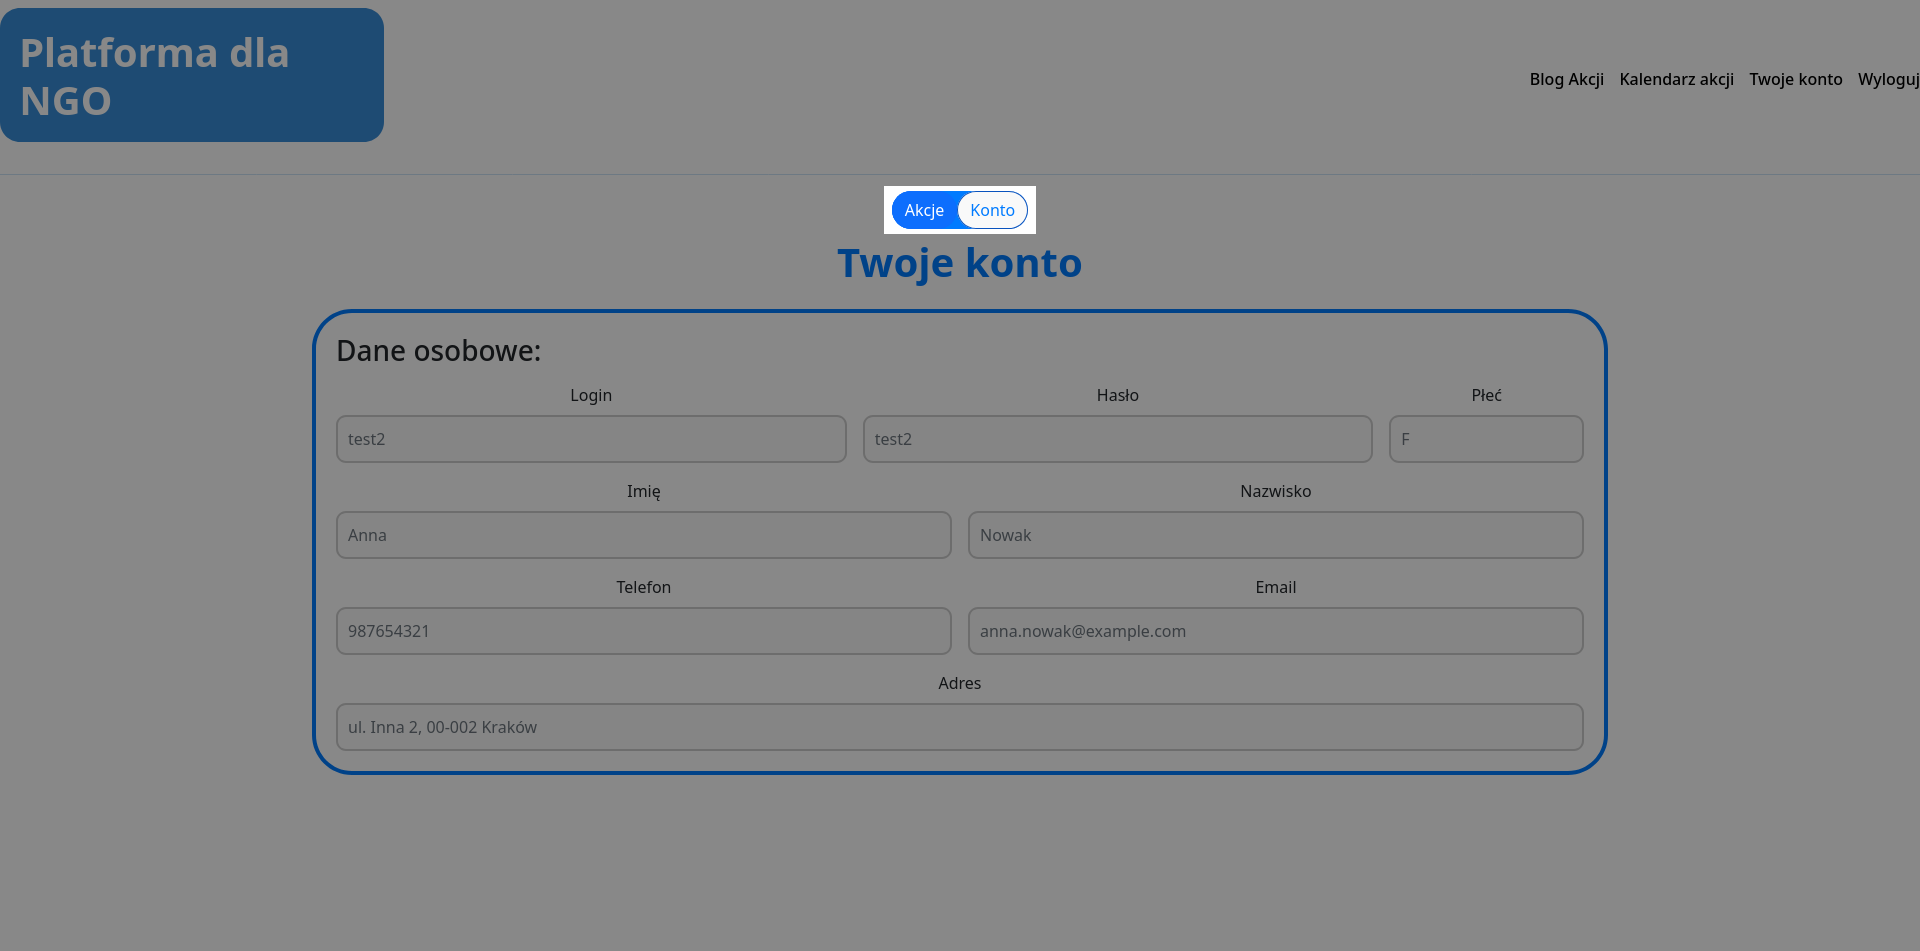 Platforma dla
NGO
Blog Akcji Kalendarz akcji Twoje konto Wyloguj
Akcje Konto
Twoje konto
Dane osobowe:
Login Hasło Płeć
test2 test2 F
Imię Nazwisko
Anna Nowak
Telefon Email
987654321 anna.nowak@example.com
Adres
ul. Inna 2, 00-002 Kraków